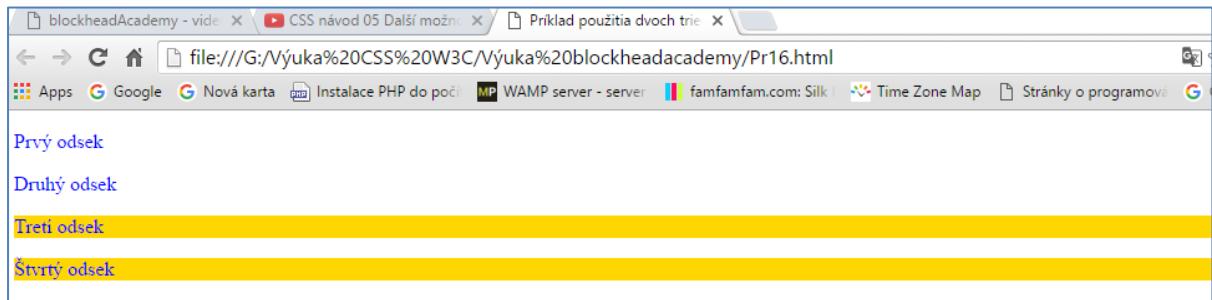 blockheadAcademy - vide CSS návod 05 Další možno Príklad použitia dvoch trie
file:///G:/Výuka%20CSS%20W3C/Výuka%20blockheadacademy/Pr16.html
Apps Google Nová karta Instalace PHP do počí MP WAMP server - server famfamfam.com: Silk Time Zone Map Stránky o programová
Prvý odsek
Druhý odsek
Tretí odsek
Štvrtý odsek